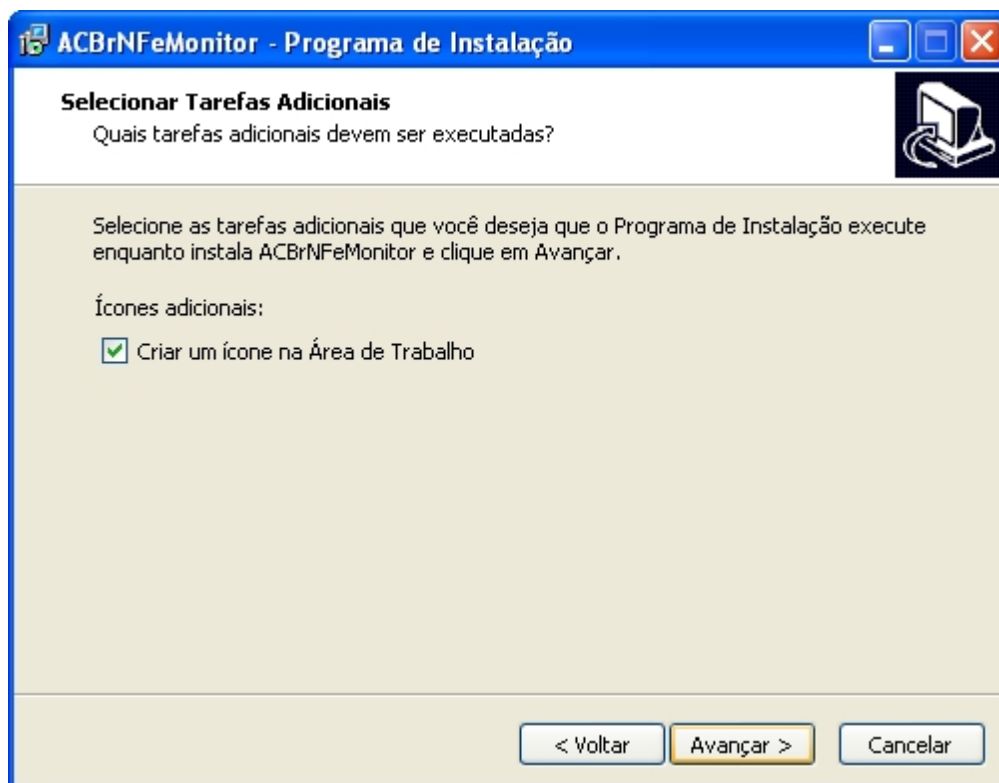 ACBrNFeMonitor - Programa de Instalação
Selecionar Tarefas Adicionais
Quais tarefas adicionais devem ser executadas?
Selecione as tarefas adicionais que você deseja que o Programa de Instalação execute
enquanto instala ACBrNFeMonitor e clique em Avançar.
Ícones adicionais:
Criar um ícone na Área de Trabalho
< Voltar
Avançar >
Cancelar